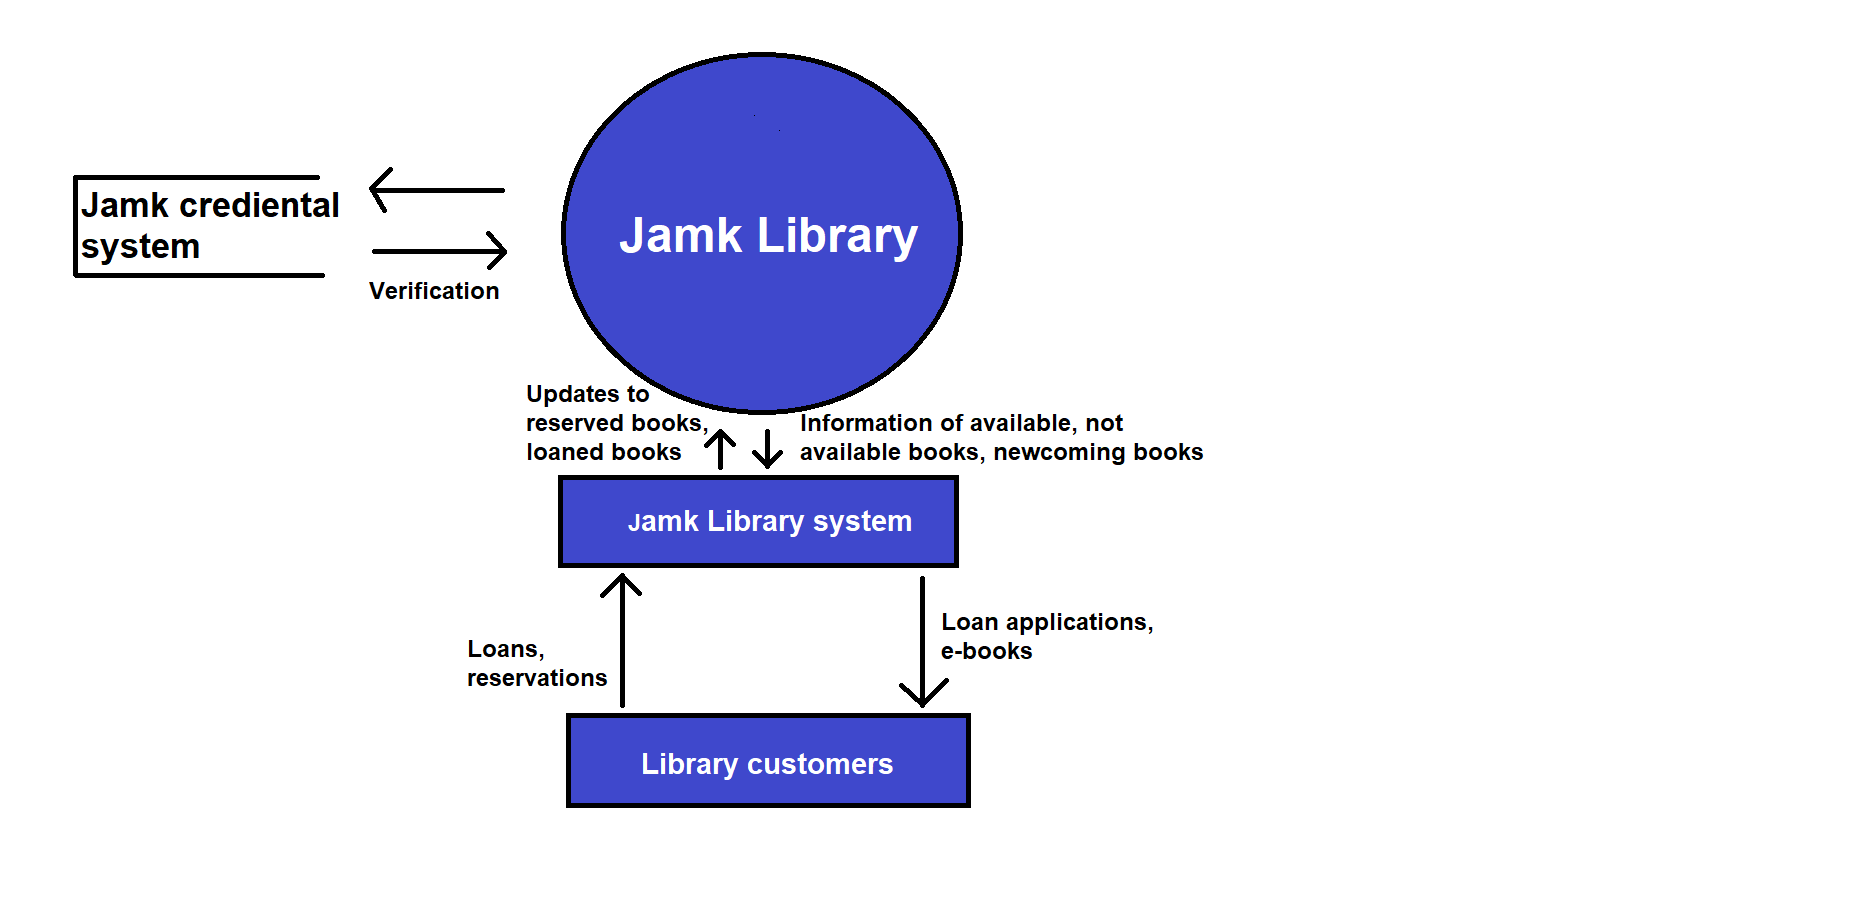 Jamk Library
Jamk crediental
system
Verification
Updates to
reserved books,
loaned books
Information of available, not
available books, newcoming books
Jamk Library system
Loans,
reservations
Loan applications,
e-books
Library customers